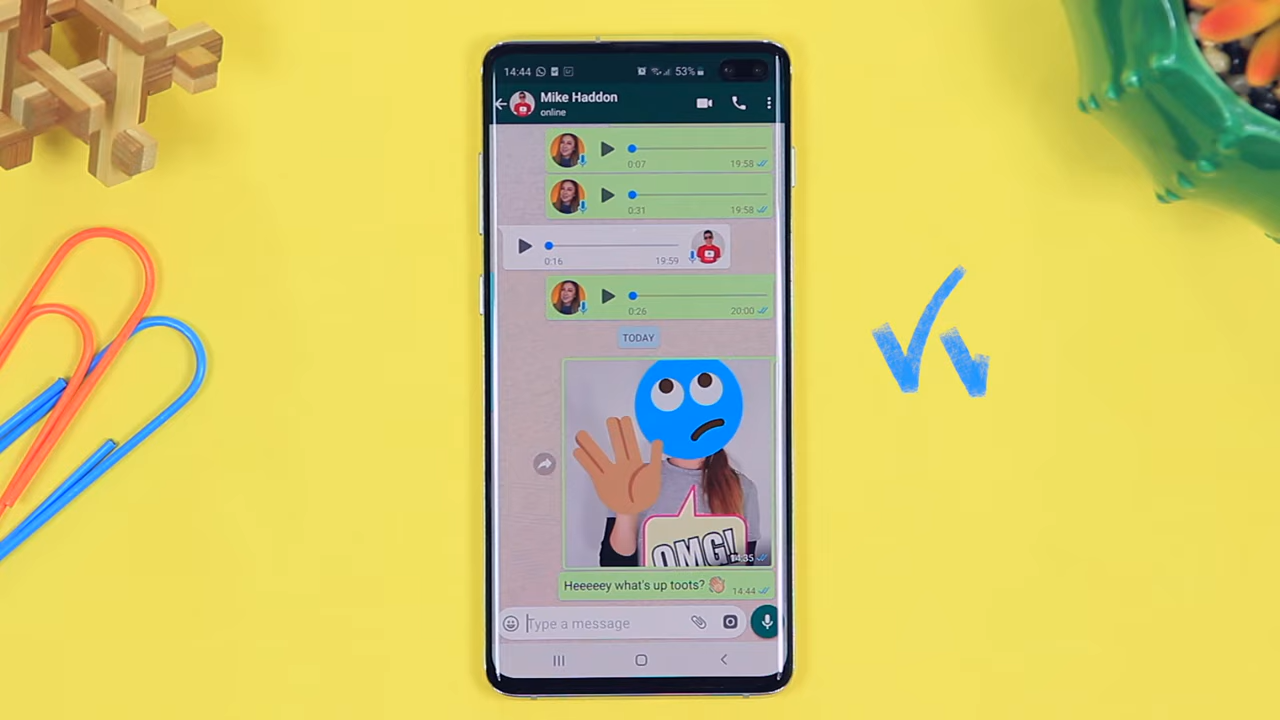 14:44 53%
Mike Haddon
online
0:07 19:58
0:31 19:58
0:16 19:59
0:26 20:00
TODAY
OMG!
14:35
Heeeeey what's up toots? 👋🏽
14:44
Type a message